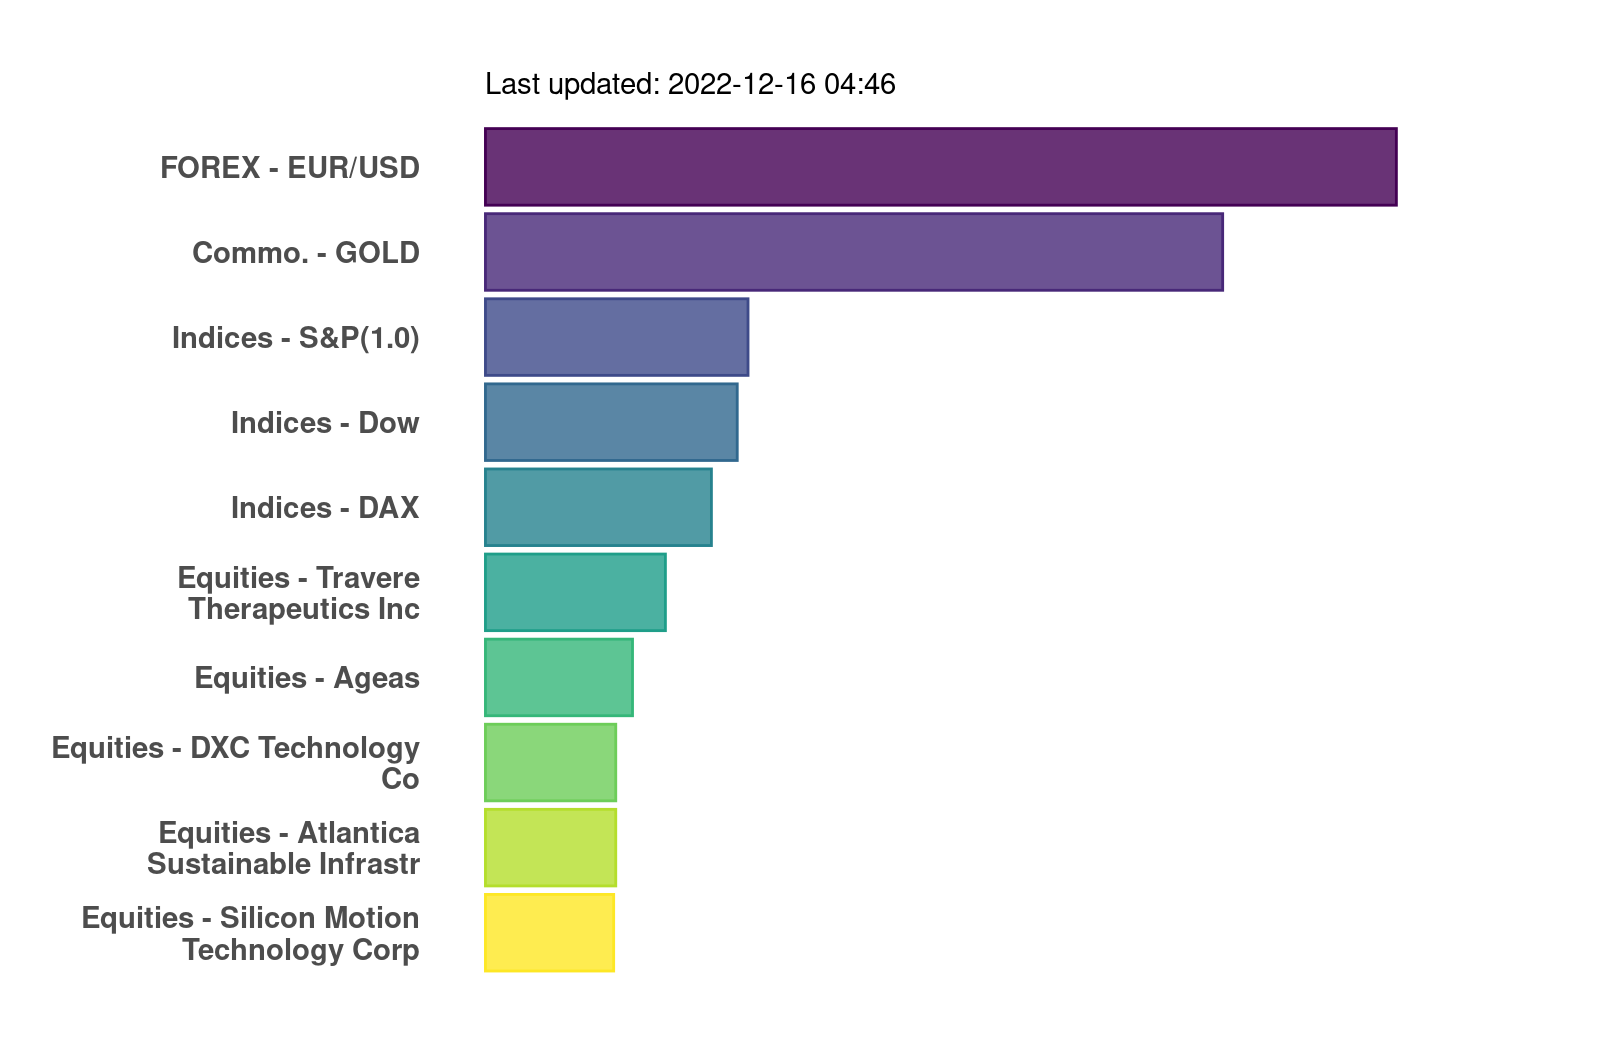 Last updated: 2022-12-16 04:46
FOREX - EUR/USD
Commo. - GOLD
Indices - S&P(1.0)
Indices - Dow
Indices - DAX
Equities - Travere
Therapeutics Inc
Equities - Ageas
Equities - DXC Technology
Co
Equities - Atlantica
Sustainable Infrastr
Equities - Silicon Motion
Technology Corp